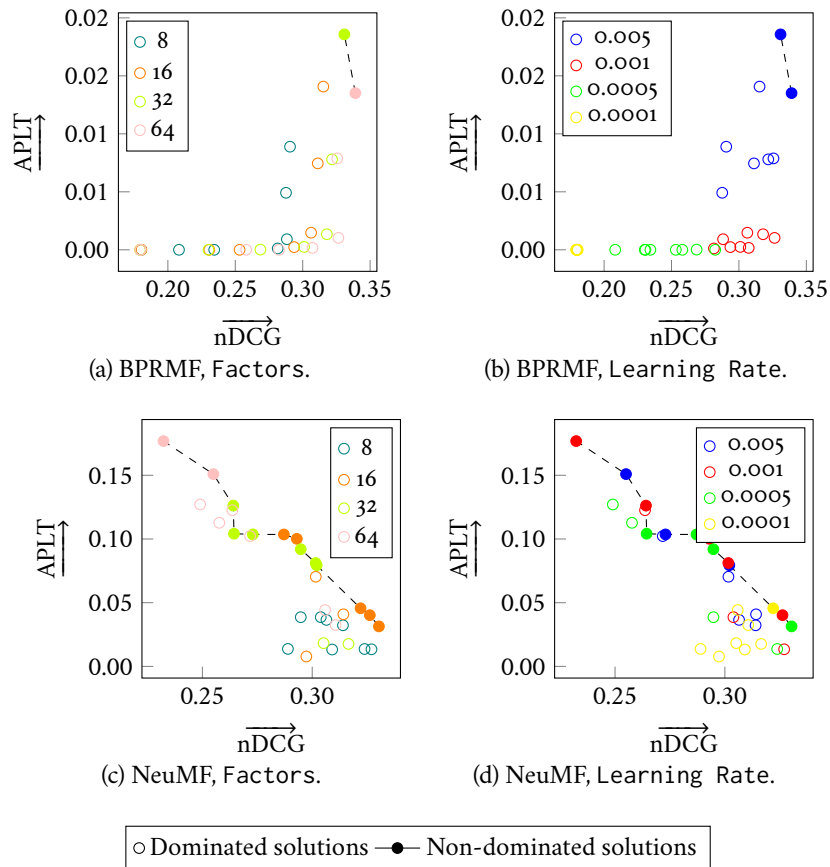 0.02
0.02
0.01
0.01
0.00
APLT
8
16
32
64
0.20 0.25 0.30 0.35
nDCG
(a) BPRMF, Factors.
0.02
0.02
0.01
0.01
0.00
APLT
0.005
0.001
0.0005
0.0001
0.20 0.25 0.30 0.35
nDCG
(b) BPRMF, Learning Rate.
0.15
0.10
0.05
0.00
APLT
8
16
32
64
0.25 0.30
nDCG
(c) NeuMF, Factors.
0.15
0.10
0.05
0.00
APLT
0.005
0.001
0.0005
0.0001
0.25 0.30
nDCG
(d) NeuMF, Learning Rate.
Dominated solutions Non-dominated solutions